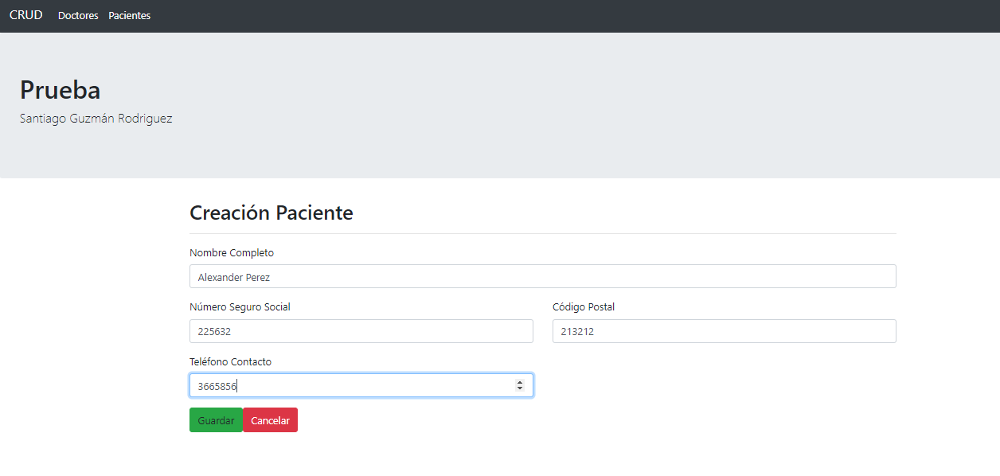 CRUD Doctores Pacientes
Prueba
Santiago Guzmán Rodriguez
Creación Paciente
Nombre Completo
Alexander Perez
Número Seguro Social Código Postal
225632 213212
Teléfono Contacto
3665856
Guardar Cancelar